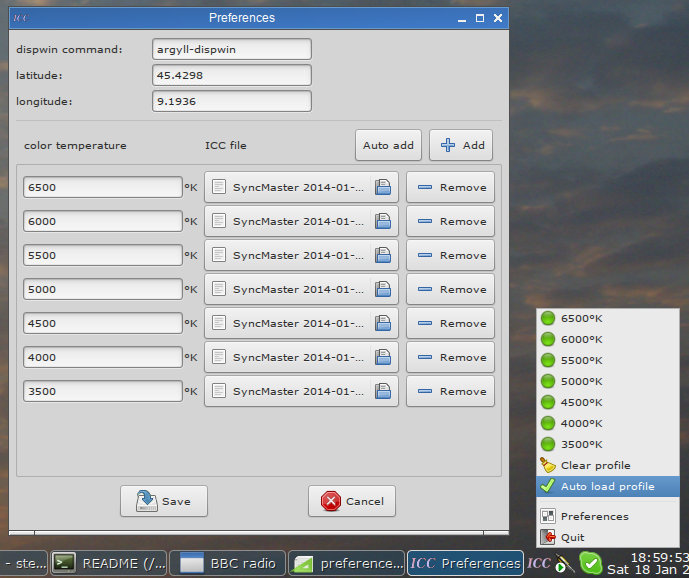 ICC Preferences
dispwin command: argyll-dispwin
latitude: 45.4298
longitude: 9.1936
color temperature ICC file Auto add Add
6500 °K SyncMaster 2014-01-... Remove
6000 °K SyncMaster 2014-01-... Remove
5500 °K SyncMaster 2014-01-... Remove
5000 °K SyncMaster 2014-01-... Remove
4500 °K SyncMaster 2014-01-... Remove
4000 °K SyncMaster 2014-01-... Remove
3500 °K SyncMaster 2014-01-... Remove
Save Cancel
6500°K
6000°K
5500°K
5000°K
4500°K
4000°K
3500°K
Clear profile
Auto load profile
Preferences
Quit
- ste... README (/... BBC radio preference... ICC Preferences ICC 18:59:53
Sat 18 Jan 2